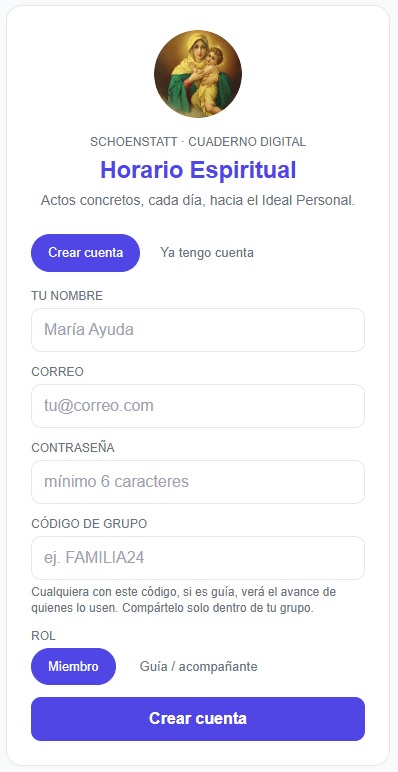 SCHOENSTATT · CUADERNO DIGITAL
Horario Espiritual
Actos concretos, cada día, hacia el Ideal Personal.
Crear cuenta
Ya tengo cuenta
TU NOMBRE
María Ayuda
CORREO
tu@correo.com
CONTRASEÑA
mínimo 6 caracteres
CÓDIGO DE GRUPO
ej. FAMILIA24
Cualquiera con este código, si es guía, verá el avance de
quienes lo usen. Compártelo solo dentro de tu grupo.
ROL
Miembro
Guía / acompañante
Crear cuenta